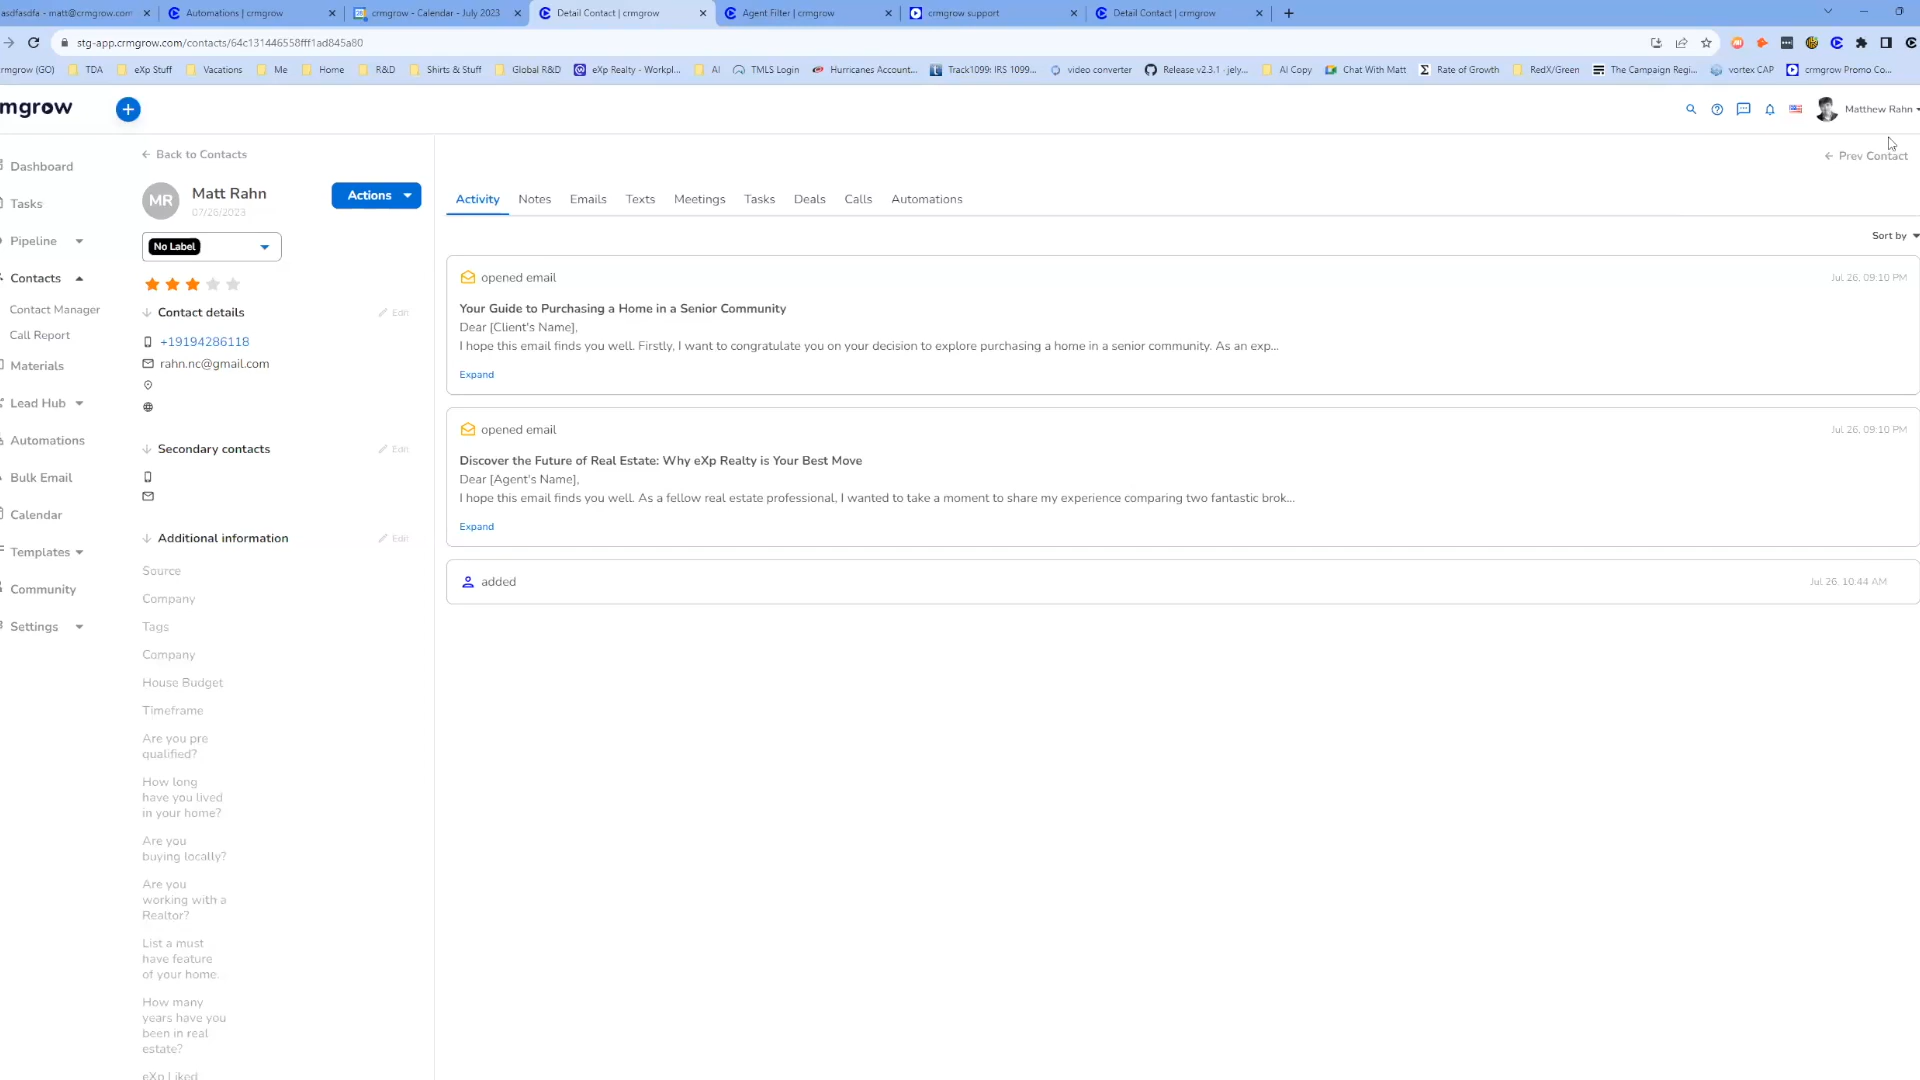 asdfasdfa - matt@crmgrow.com
Automations | crmgrow
crmgrow - Calendar - July 2023
Detail Contact | crmgrow
Agent Filter | crmgrow
crmgrow support
Detail Contact | crmgrow
stg-app.crmgrow.com/contacts/64c131446558fff1ad845a80
rmgrow (GO)
TDA
eXp Stuff
Vacations
Me
Home
R&D
Shirts & Stuff
Global R&D
eXp Realty - Workpl...
AI
TMLS Login
Hurricanes Account...
Track1099: IRS 1099...
video converter
Release v2.3.1 · jely...
AI Copy
Chat With Matt
Rate of Growth
RedX/Green
The Campaign Regi...
vortex CAP
crmgrow Promo Co...
mgrow
Matthew Rahn
Dashboard
Tasks
Pipeline
Contacts
Contact Manager
Call Report
Materials
Lead Hub
Automations
Bulk Email
Calendar
Templates
Community
Settings
Back to Contacts
MR
Matt Rahn
07/26/2023
Actions
No Label
Contact details
Edit
+19194286118
rahn.nc@gmail.com
Secondary contacts
Edit
Additional information
Edit
Source
Company
Tags
Company
House Budget
Timeframe
Are you pre
qualified?
How long
have you lived
in your home?
Are you
buying locally?
Are you
working with a
Realtor?
List a must
have feature
of your home.
How many
years have you
been in real
estate?
eXp Liked
Prev Contact
Activity
Notes
Emails
Texts
Meetings
Tasks
Deals
Calls
Automations
Sort by
opened email
Jul 26, 09:10 PM
Your Guide to Purchasing a Home in a Senior Community
Dear [Client's Name],
I hope this email finds you well. Firstly, I want to congratulate you on your decision to explore purchasing a home in a senior community. As an exp...
Expand
opened email
Jul 26, 09:10 PM
Discover the Future of Real Estate: Why eXp Realty is Your Best Move
Dear [Agent's Name],
I hope this email finds you well. As a fellow real estate professional, I wanted to take a moment to share my experience comparing two fantastic brok...
Expand
added
Jul 26, 10:44 AM